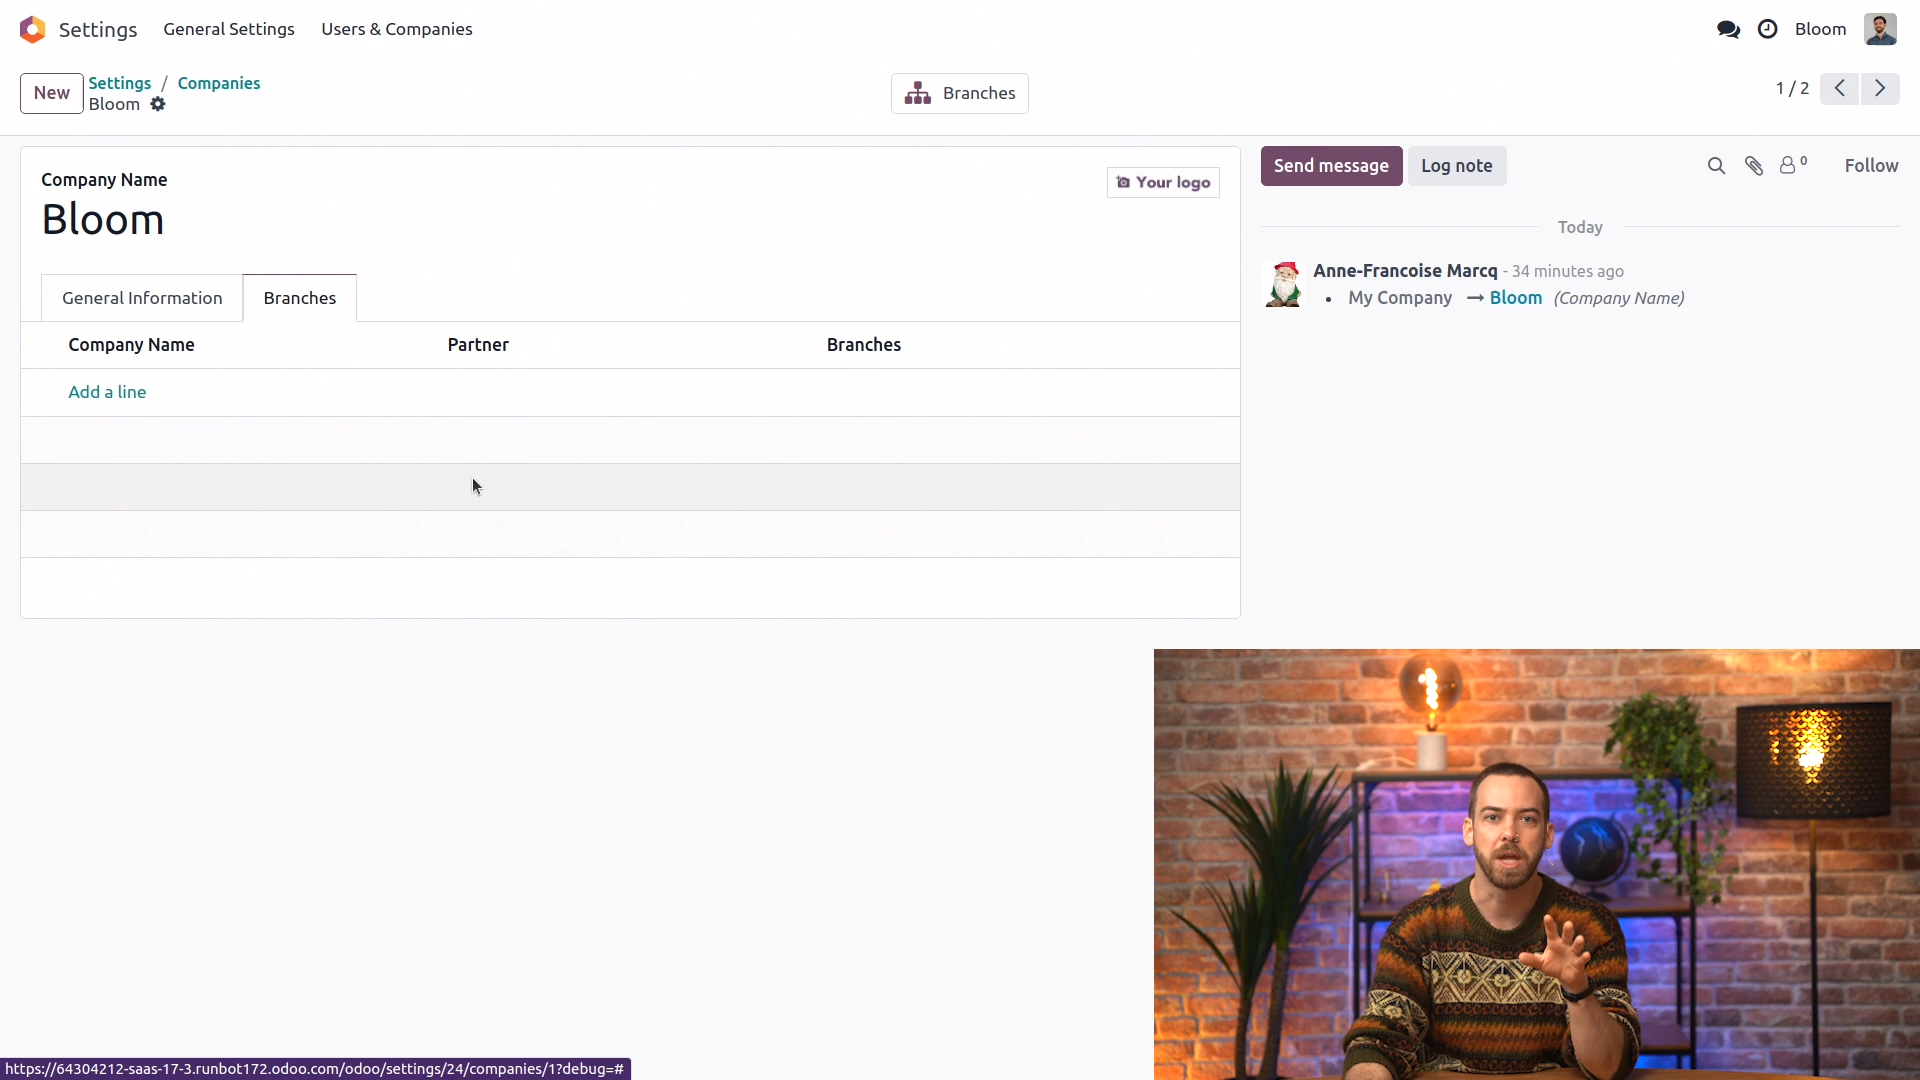 Settings General Settings Users & Companies Bloom
New Settings / Companies Branches 1 / 2
Bloom
Company Name Your logo Send message Log note 0 Follow
Bloom
Today
General Information Branches
Anne-Francoise Marcq - 34 minutes ago
• My Company → Bloom (Company Name)
Company Name Partner Branches
Add a line
https://64304212-saas-17-3.runbot172.odoo.com/odoo/settings/24/companies/1?debug=#